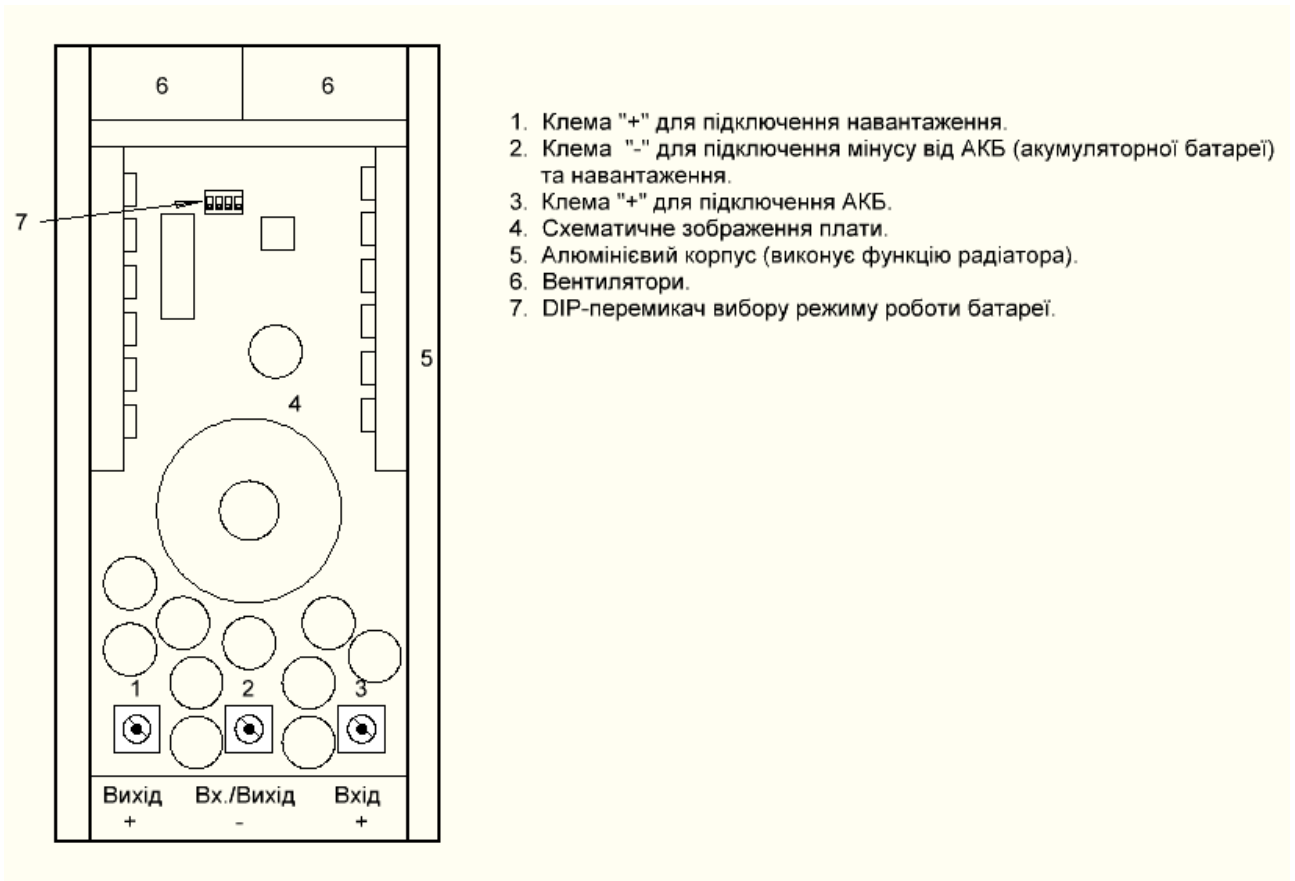 6 6
1. Клема "+" для підключення навантаження.
2. Клема "-" для підключення мінусу від АКБ (акумуляторної батареї)
та навантаження.
3. Клема "+" для підключення АКБ.
4. Схематичне зображення плати.
5. Алюмінієвий корпус (виконує функцію радіатора).
6. Вентилятори.
7. DIP-перемикач вибору режиму роботи батареї.
7
5
4
1 2 3
Вихід Вх./Вихід Вхід
+ - +